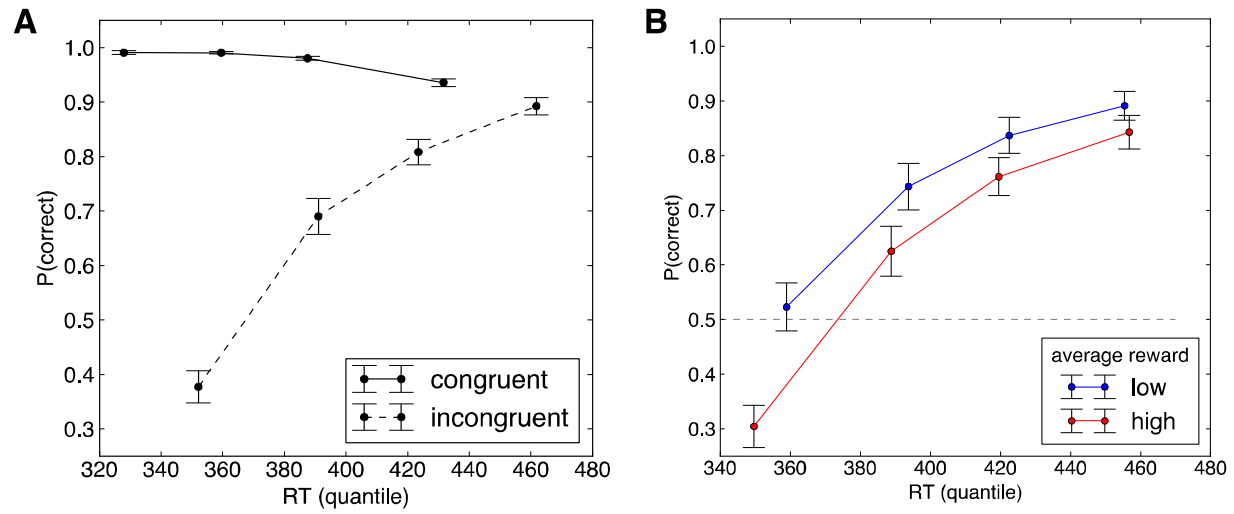 A
P(correct)
1.0
0.9
0.8
0.7
0.6
0.5
0.4
0.3
320 340 360 380 400 420 440 460 480
RT (quantile)
congruent
incongruent
B
P(correct)
1.0
0.9
0.8
0.7
0.6
0.5
0.4
0.3
340 360 380 400 420 440 460 480
RT (quantile)
average reward
low
high